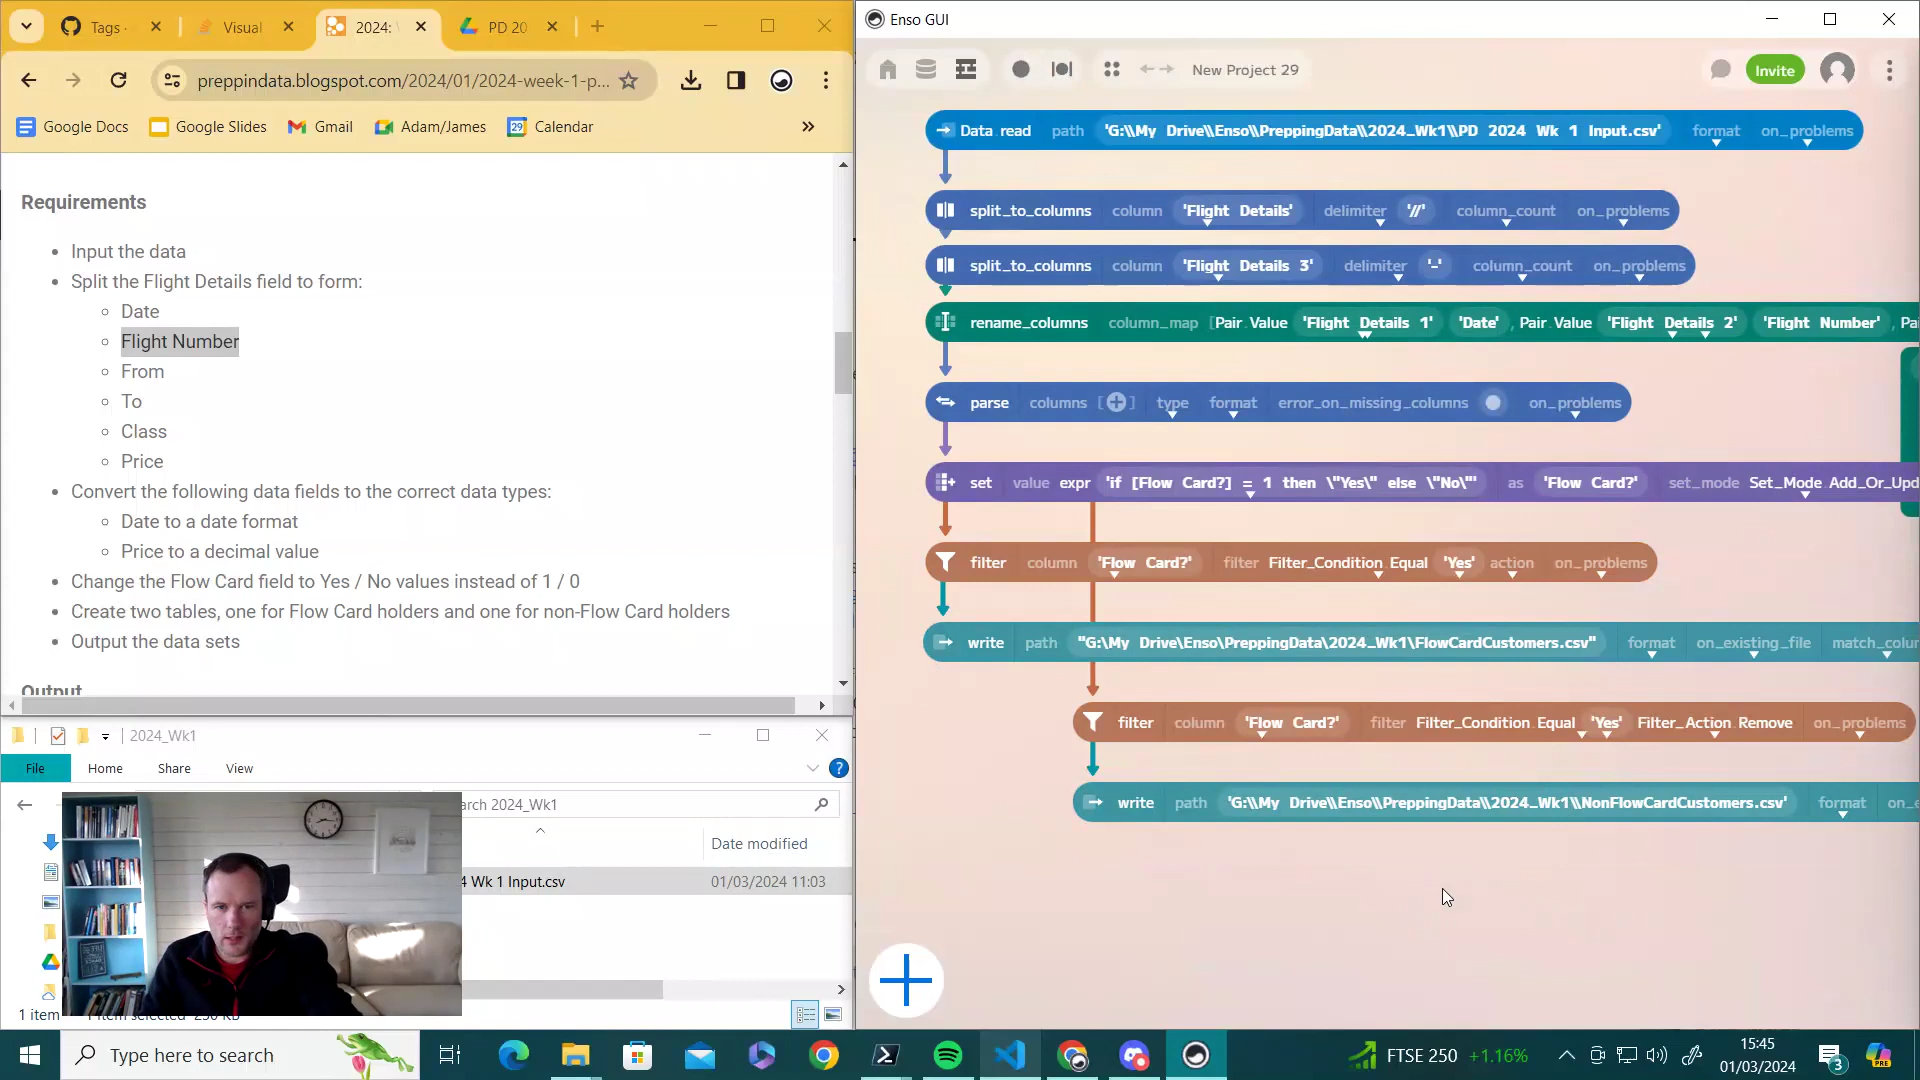 Tags ·
Visual
2024:
PD 20
preppindata.blogspot.com/2024/01/2024-week-1-p...
Google Docs
Google Slides
Gmail
Adam/James
Calendar
Requirements
Input the data
Split the Flight Details field to form:
Date
Flight Number
From
To
Class
Price
Convert the following data fields to the correct data types:
Date to a date format
Price to a decimal value
Change the Flow Card field to Yes / No values instead of 1 / 0
Create two tables, one for Flow Card holders and one for non-Flow Card holders
Output the data sets
Output
2024_Wk1
File Home Share View
arch 2024_Wk1
Date modified
4 Wk 1 Input.csv 01/03/2024 11:03
1 item
Enso GUI
New Project 29
Invite
Data.read path 'G:\\My Drive\\Enso\\PreppingData\\2024_Wk1\\PD 2024 Wk 1 Input.csv' format on_problems
split_to_columns column 'Flight Details' delimiter '//' column_count on_problems
split_to_columns column 'Flight Details 3' delimiter '-' column_count on_problems
rename_columns column_map [Pair.Value 'Flight Details 1' 'Date', Pair.Value 'Flight Details 2' 'Flight Number', Pai
parse columns [ ] type format error_on_missing_columns on_problems
set value expr 'if [Flow Card?] = 1 then \"Yes\" else \"No\"' as 'Flow Card?' set_mode Set_Mode.Add_Or_Upd
filter column 'Flow Card?' filter Filter_Condition.Equal 'Yes' action on_problems
write path "G:\My Drive\Enso\PreppingData\2024_Wk1\FlowCardCustomers.csv" format on_existing_file match_colur
filter column 'Flow Card?' filter Filter_Condition.Equal 'Yes' Filter_Action.Remove on_problems
write path 'G:\\My Drive\\Enso\\PreppingData\\2024_Wk1\\NonFlowCardCustomers.csv' format on_e
Type here to search
FTSE 250 +1.16%
15:45
01/03/2024
3
PRE